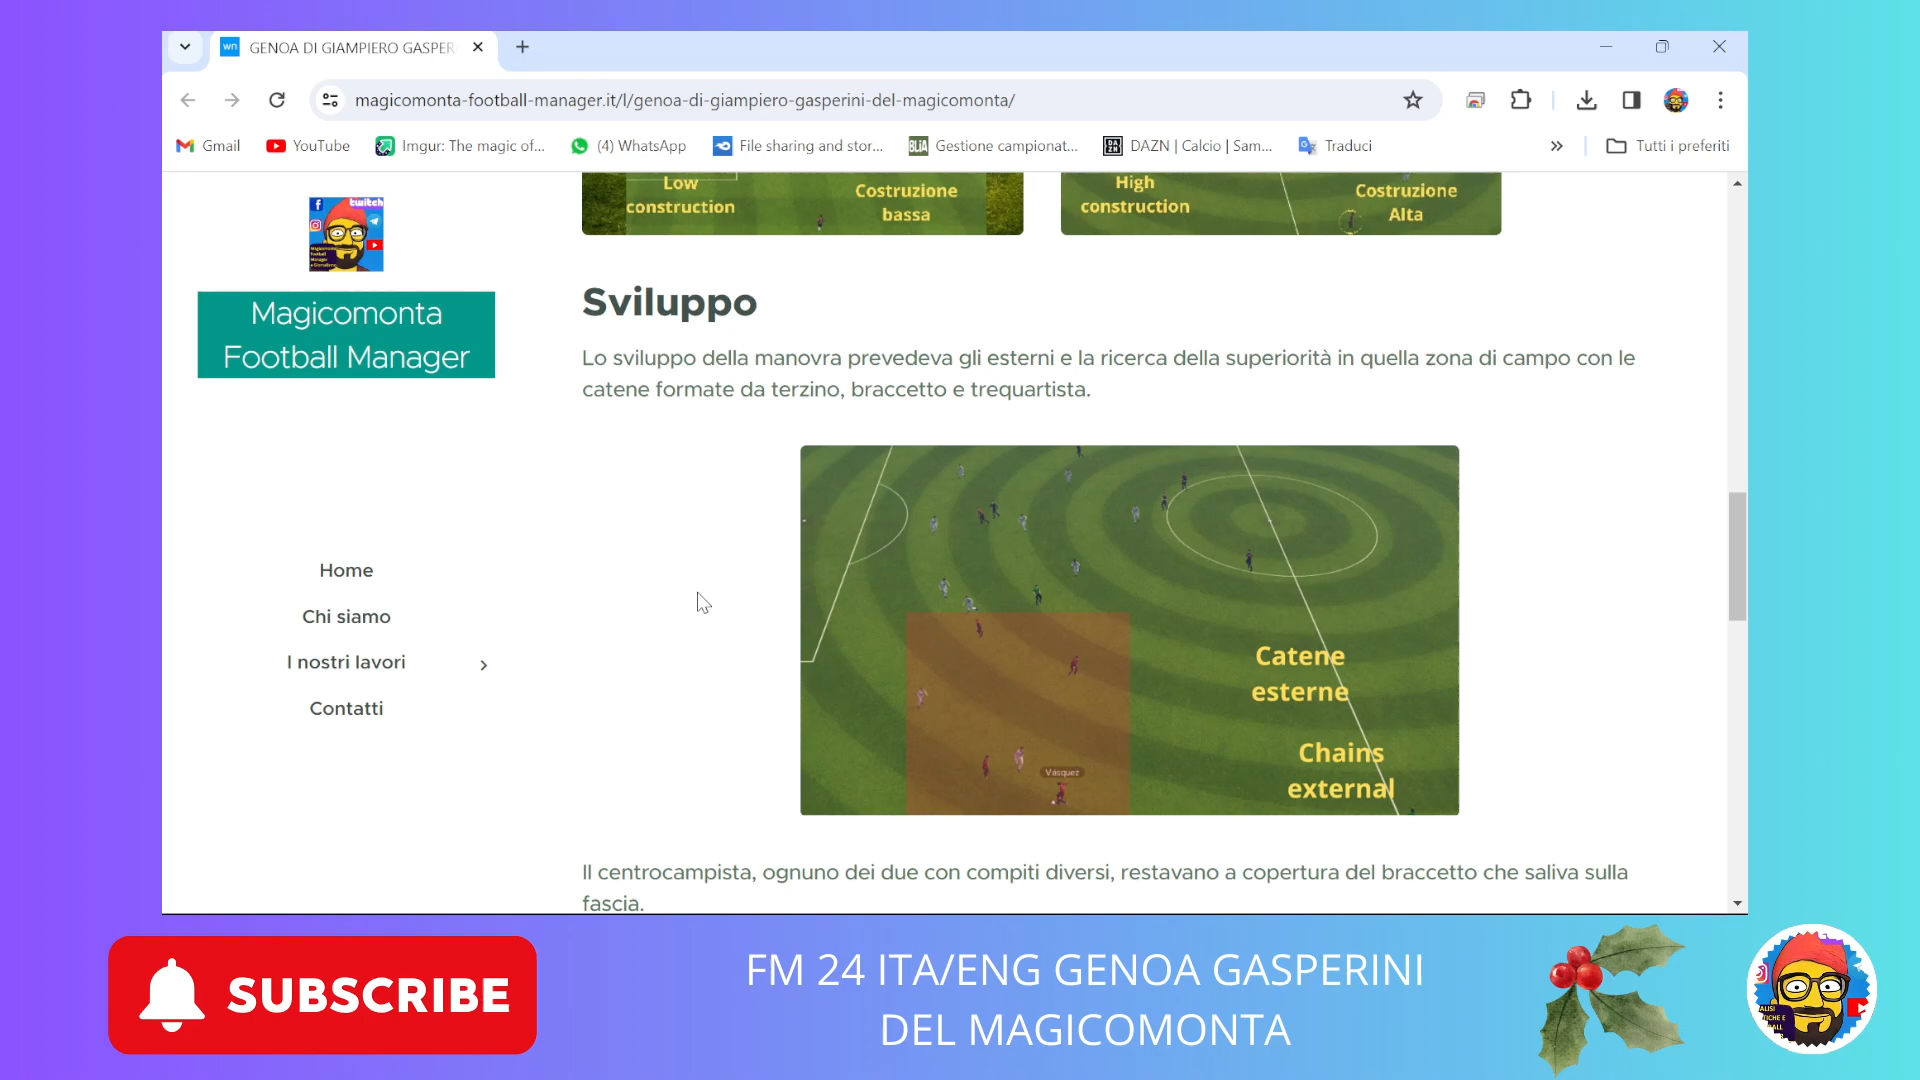 GENOA DI GIAMPIERO GASPER
magicomonta-football-manager.it/l/genoa-di-giampiero-gasperini-del-magicomonta/
Gmail
YouTube
Imgur: The magic of...
(4) WhatsApp
File sharing and stor...
Gestione campionat...
DAZN | Calcio | Sam...
Traduci
»
Tutti i preferiti
twitch
Magicomonta
Football Manager
Home
Chi siamo
I nostri lavori
Contatti
Low
construction
Costruzione
bassa
High
construction
Costruzione
Alta
Sviluppo
Lo sviluppo della manovra prevedeva gli esterni e la ricerca della superiorità in quella zona di campo con le
catene formate da terzino, braccetto e trequartista.
Catene
esterne
Chains
external
Vásquez
Il centrocampista, ognuno dei due con compiti diversi, restavano a copertura del braccetto che saliva sulla
fascia.
SUBSCRIBE
FM 24 ITA/ENG GENOA GASPERINI
DEL MAGICOMONTA